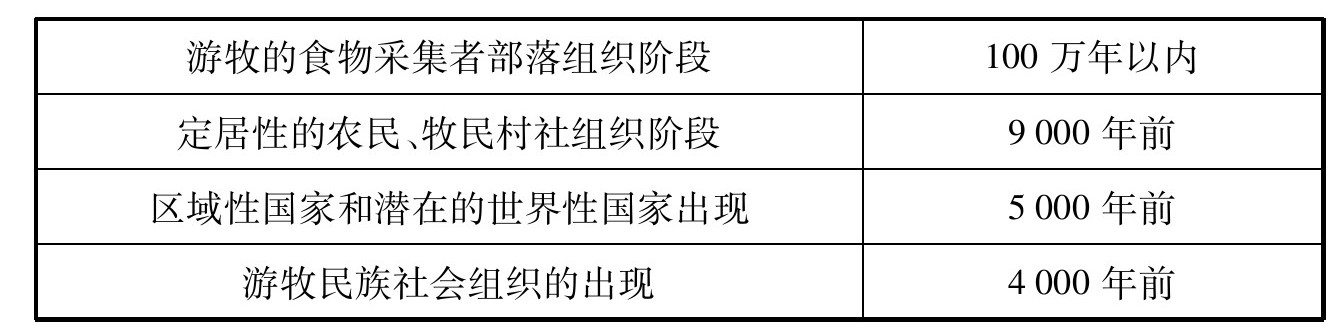 游牧的食物采集者部落组织阶段 100 万年以内
定居性的农民、牧民村社组织阶段 9 000 年前
区域性国家和潜在的世界性国家出现 5 000 年前
游牧民族社会组织的出现 4 000 年前